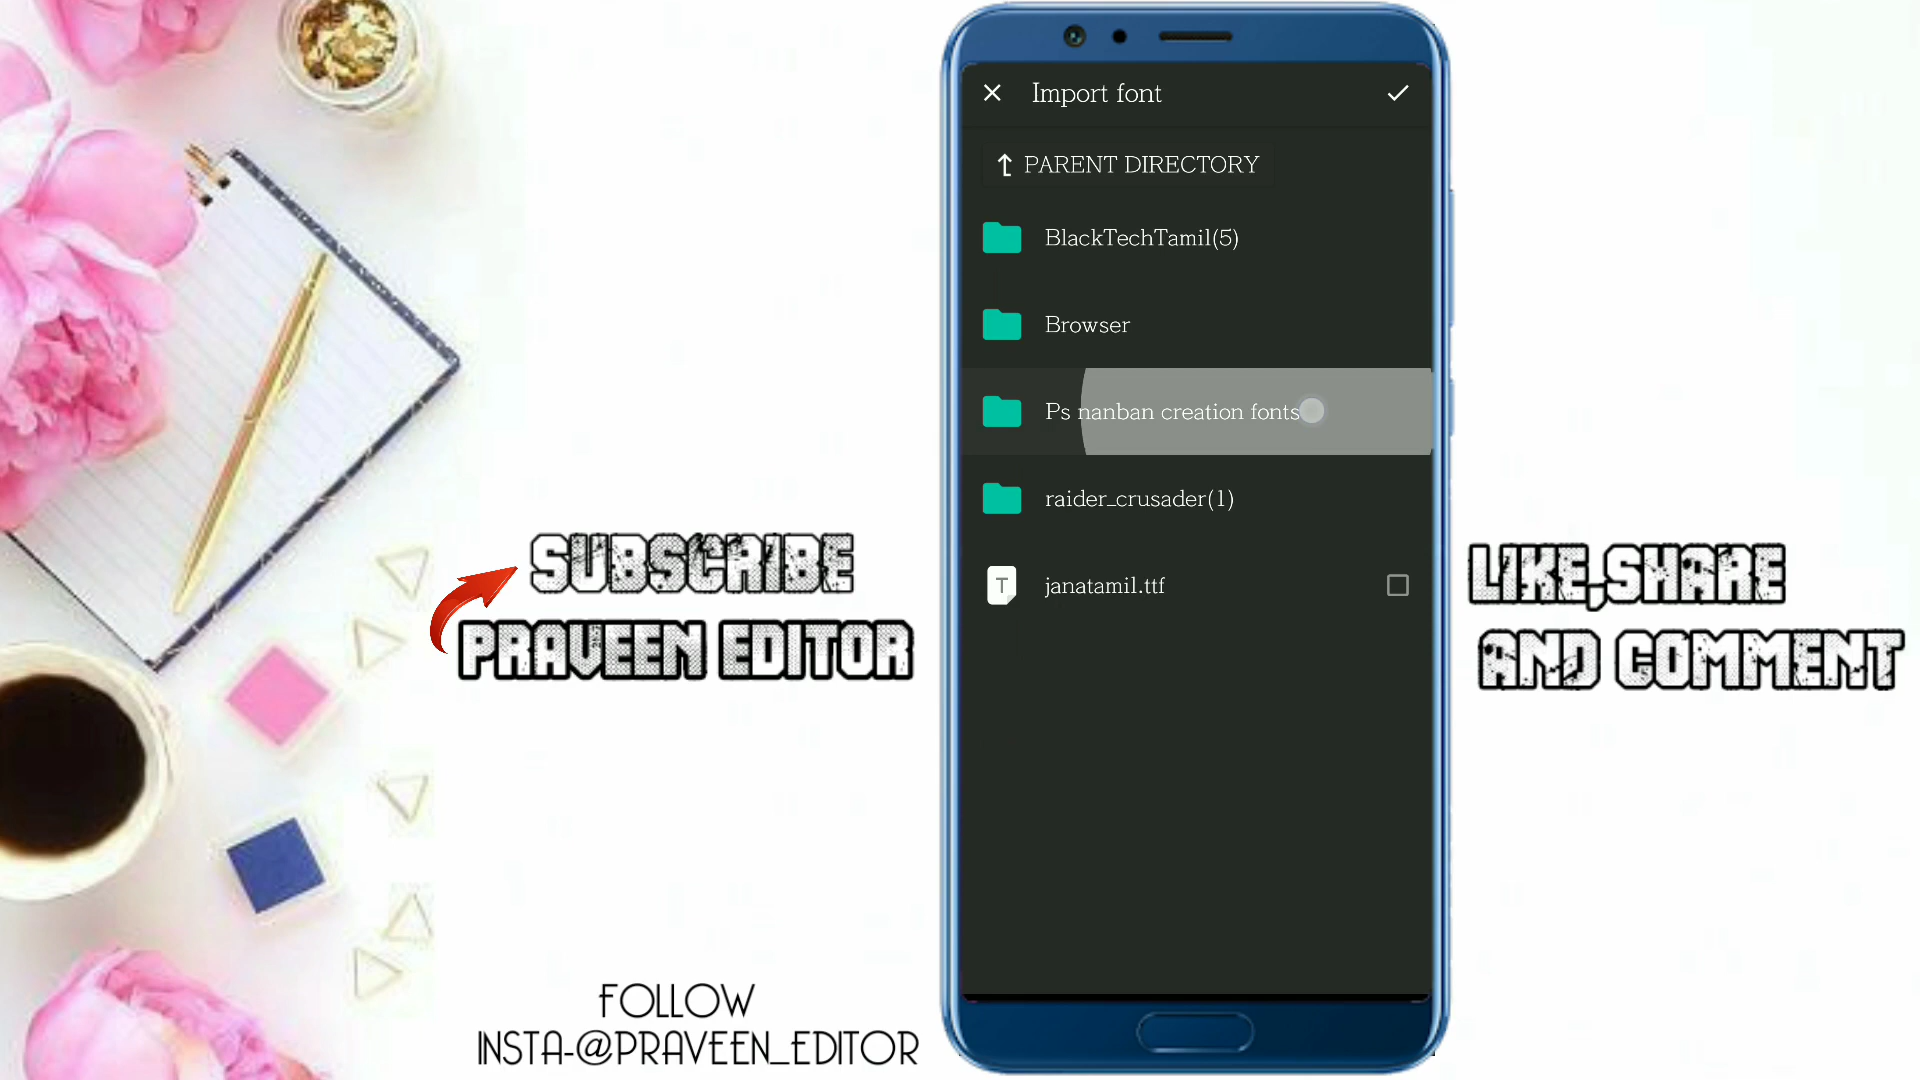 Import font
PARENT DIRECTORY
BlackTechTamil(5)
Browser
Ps nanban creation fonts
raider_crusader(1)
T janatamil.ttf
SUBSCRIBE
PRAVEEN EDITOR
LIKE,SHARE
AND COMMENT
FOLLOW
INSTA-@PRAVEEN_EDITOR